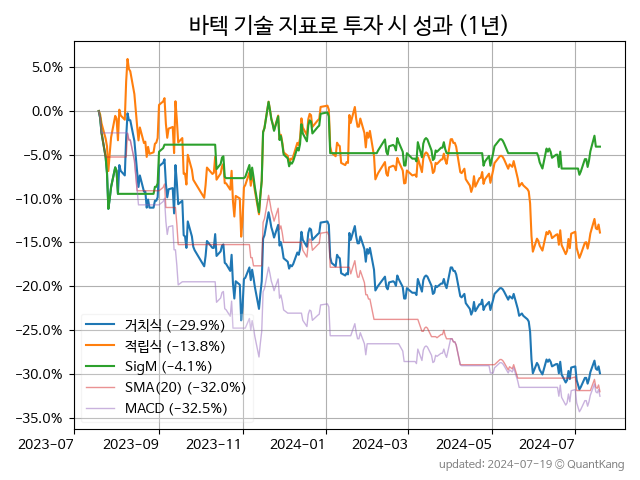 바텍 기술 지표로 투자 시 성과 (1년)
5.0%
0.0%
−5.0%
−10.0%
−15.0%
−20.0%
−25.0%
−30.0%
−35.0%
거치식 (−29.9%)
적립식 (−13.8%)
SigM (−4.1%)
SMA(20) (−32.0%)
MACD (−32.5%)
2023-07 2023-09 2023-11 2024-01 2024-03 2024-05 2024-07
updated: 2024-07-19 © QuantKang